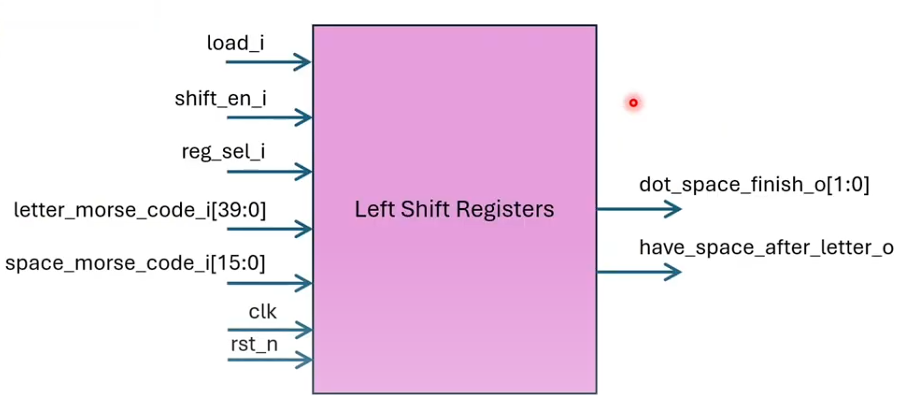 load_i
shift_en_i
reg_sel_i
letter_morse_code_i[39:0]
space_morse_code_i[15:0]
clk
rst_n
Left Shift Registers
dot_space_finish_o[1:0]
have_space_after_letter_o